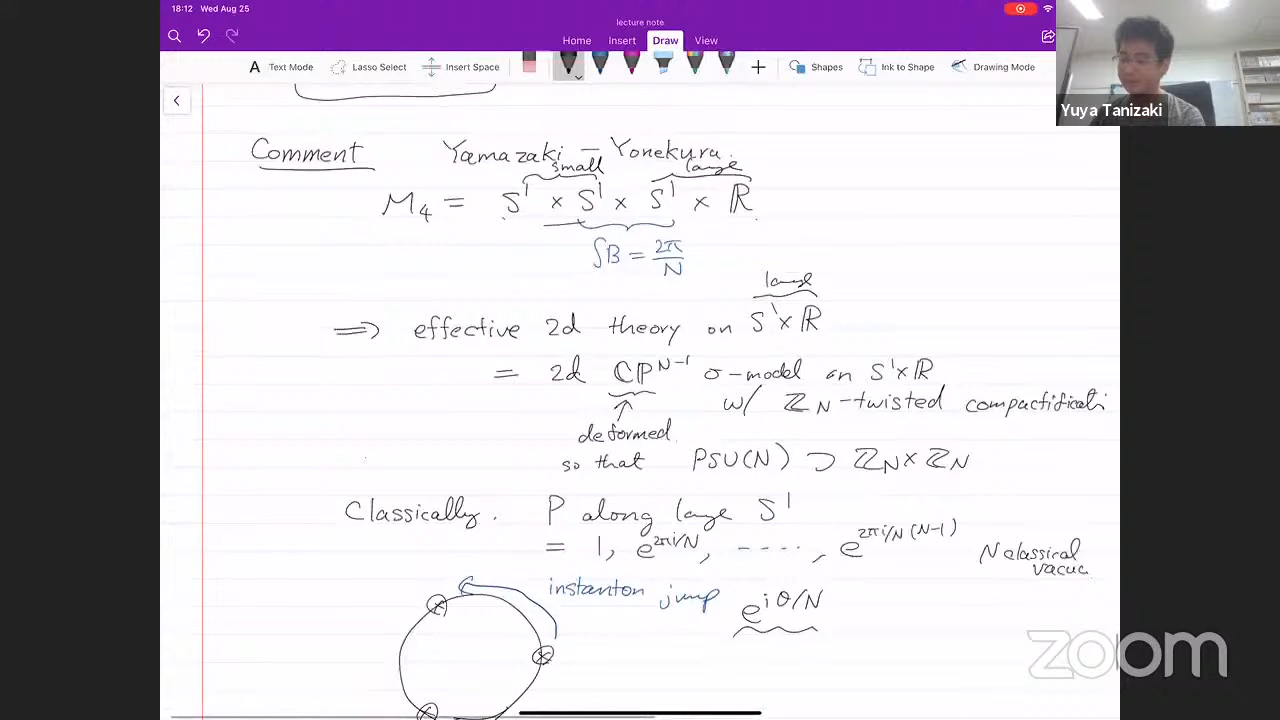 18:12 Wed Aug 25
lecture note
Home Insert Draw View
Text Mode Lasso Select Insert Space Shapes Ink to Shape Drawing Mode
Yuya Tanizaki
Comment Yamazaki – Yonekura.
small large
M₄ = S¹ × S¹ × S¹ × ℝ
∫B = 2π/N
large
⟹ effective 2d theory on S¹×ℝ
= 2d ℂP^{N-1} σ-model on S¹×ℝ
w/ ℤ_N-twisted compactificati
deformed
so that PSU(N) ⊃ ℤ_N×ℤ_N
Classically. P along large S¹
= 1, e^{2πi/N}, ----, e^{2πi/N(N-1)} N classical
vacua
instanton jump e^{iθ/N}
zoom